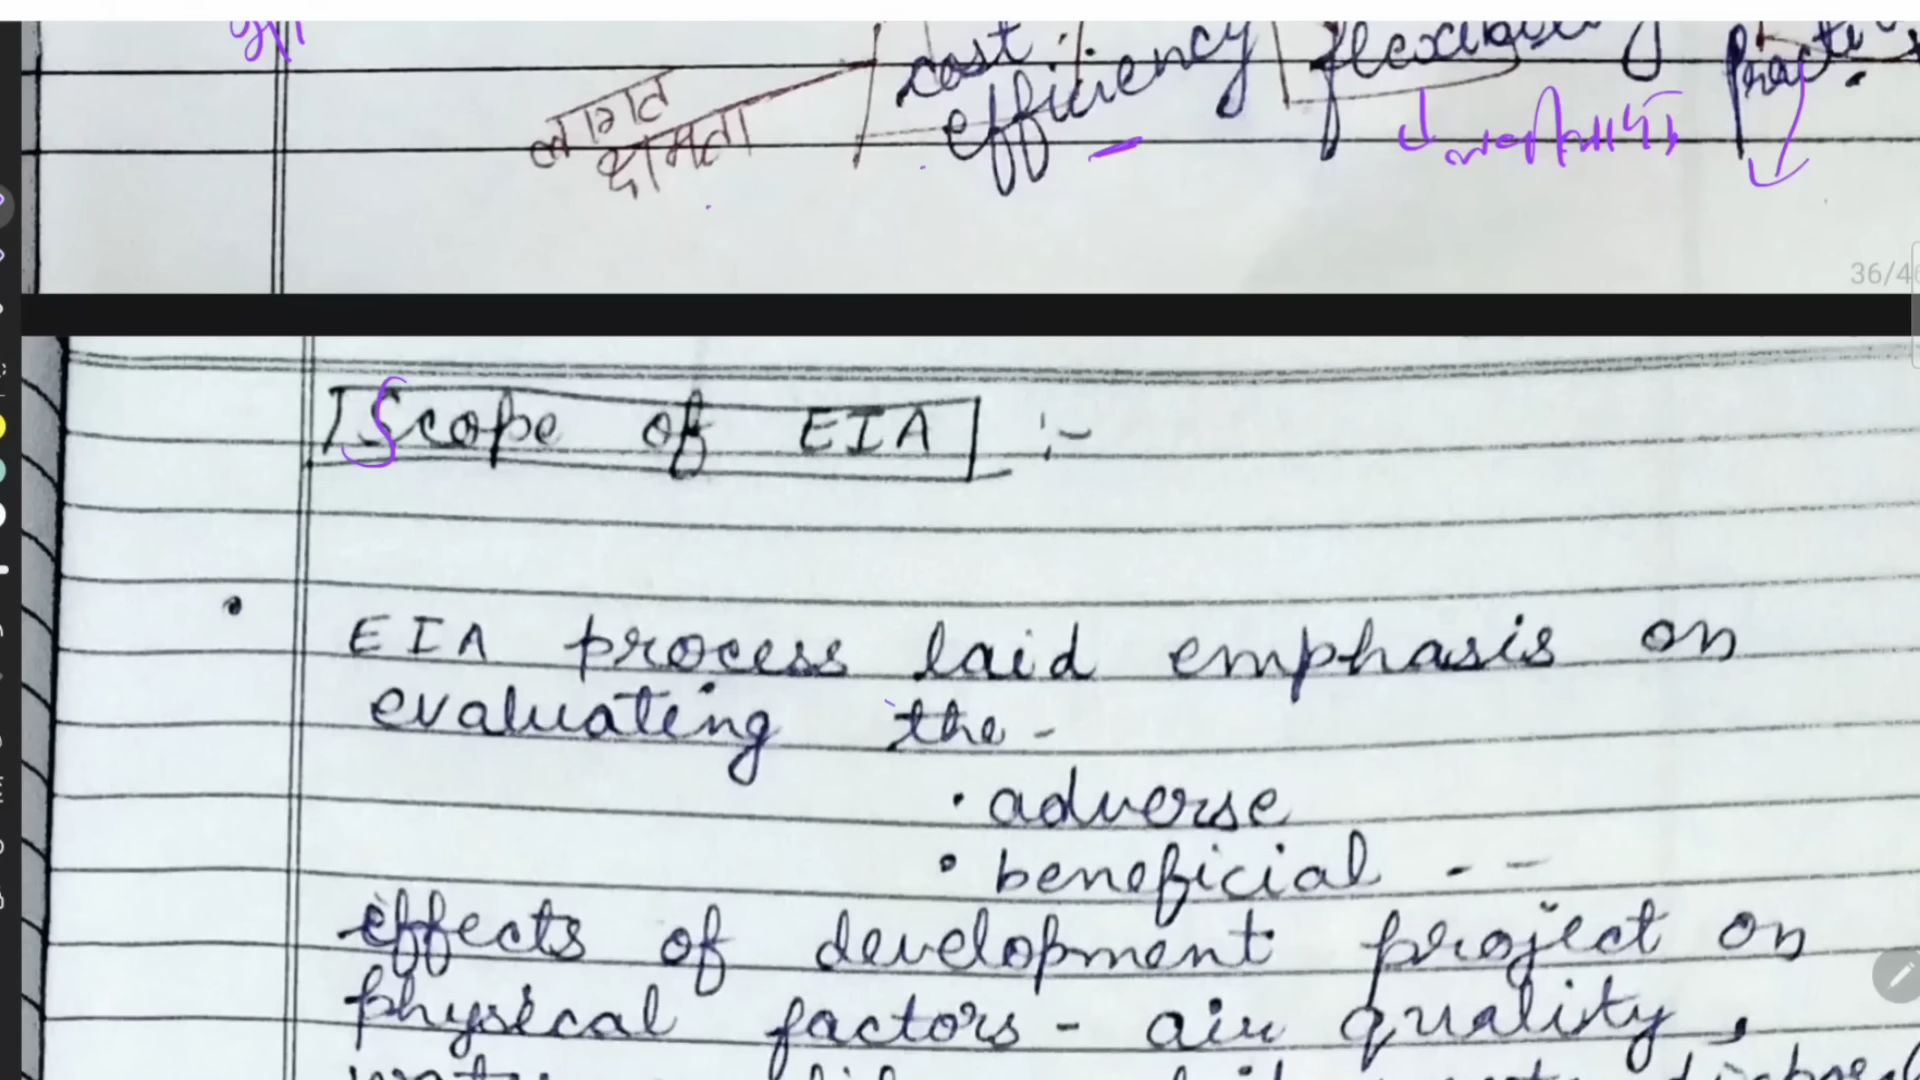 cost efficiency flexibility
लागत
क्षमता
36/4
Scope of EIA :-
• EIA process laid emphasis on
evaluating the -
• adverse
• beneficial - -
effects of development project on
physical factors - air quality,